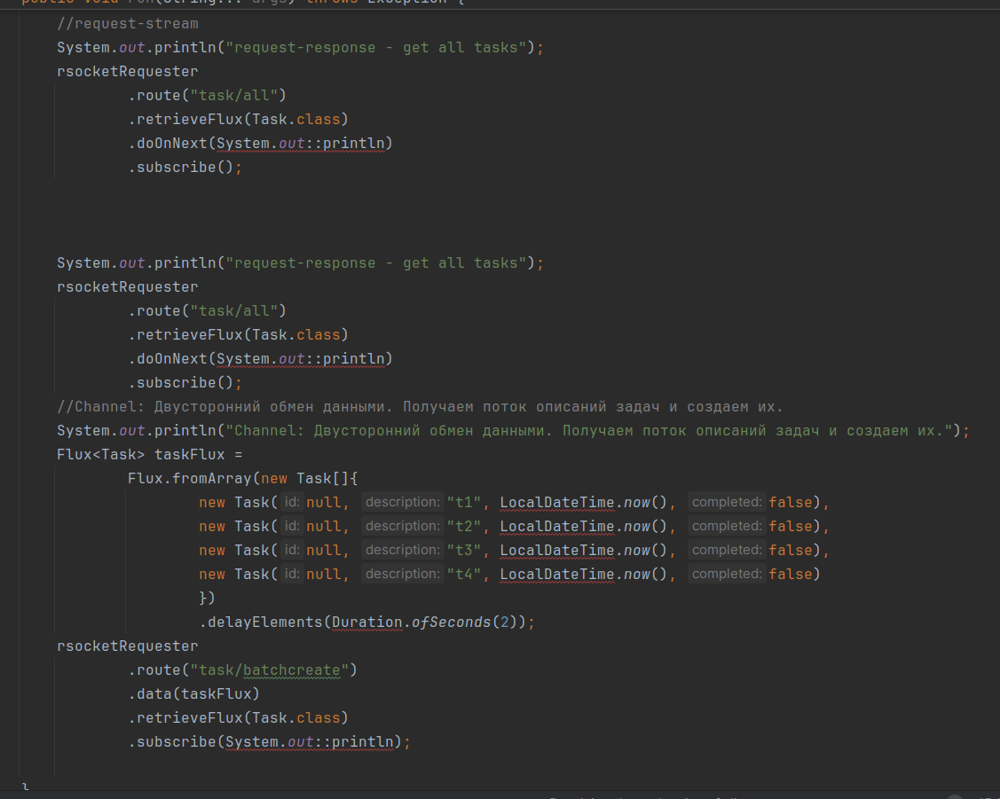 public void run(String... args) throws Exception {
//request-stream
System.out.println("request-response - get all tasks");
rsocketRequester
.route("task/all")
.retrieveFlux(Task.class)
.doOnNext(System.out::println)
.subscribe();
System.out.println("request-response - get all tasks");
rsocketRequester
.route("task/all")
.retrieveFlux(Task.class)
.doOnNext(System.out::println)
.subscribe();
//Channel: Двусторонний обмен данными. Получаем поток описаний задач и создаем их.
System.out.println("Channel: Двусторонний обмен данными. Получаем поток описаний задач и создаем их.");
Flux<Task> taskFlux =
Flux.fromArray(new Task[]{
new Task( id: null, description: "t1", LocalDateTime.now(), completed: false),
new Task( id: null, description: "t2", LocalDateTime.now(), completed: false),
new Task( id: null, description: "t3", LocalDateTime.now(), completed: false),
new Task( id: null, description: "t4", LocalDateTime.now(), completed: false)
})
.delayElements(Duration.ofSeconds(2));
rsocketRequester
.route("task/batchcreate")
.data(taskFlux)
.retrieveFlux(Task.class)
.subscribe(System.out::println);
}